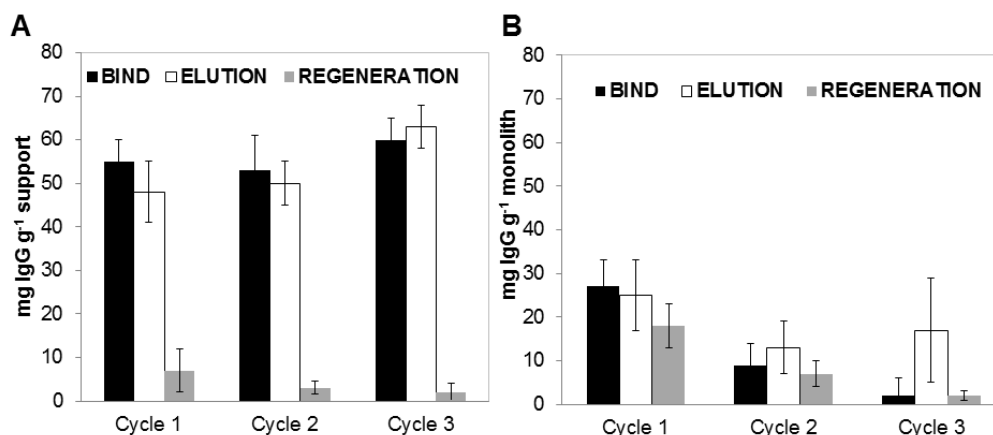 A
mg IgG g⁻¹ support
80
70
60
50
40
30
20
10
0
BIND ELUTION REGENERATION
Cycle 1 Cycle 2 Cycle 3
B
mg IgG g⁻¹ monolith
80
70
60
50
40
30
20
10
0
BIND ELUTION REGENERATION
Cycle 1 Cycle 2 Cycle 3